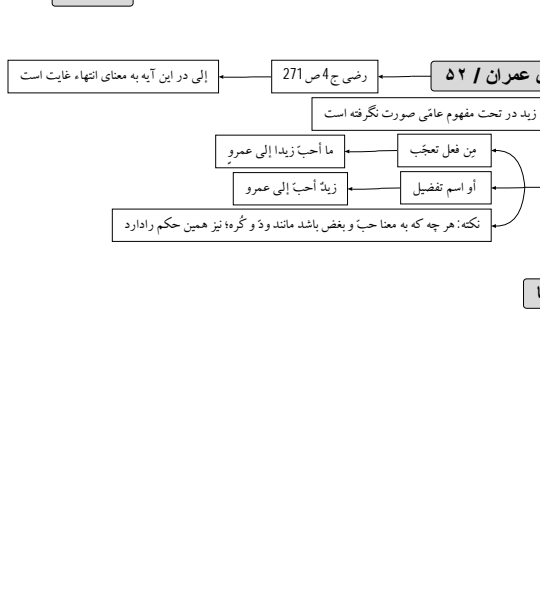 عمران / ۵۲
رضی ج4 ص 271
إلی در این آیه به معنای انتهاء غایت است
زید در تحت مفهوم عامّی صورت نگرفته است
مِن فعل تعجّب
ما أحبّ زیدا إلی عمروٍ
أو اسم تفضیل
زیدٌ أحبّ إلی عمرو
نکته: هر چه که به معنا حبّ و بغض باشد مانند ودّ و کُره؛ نیز همین حکم رادارد